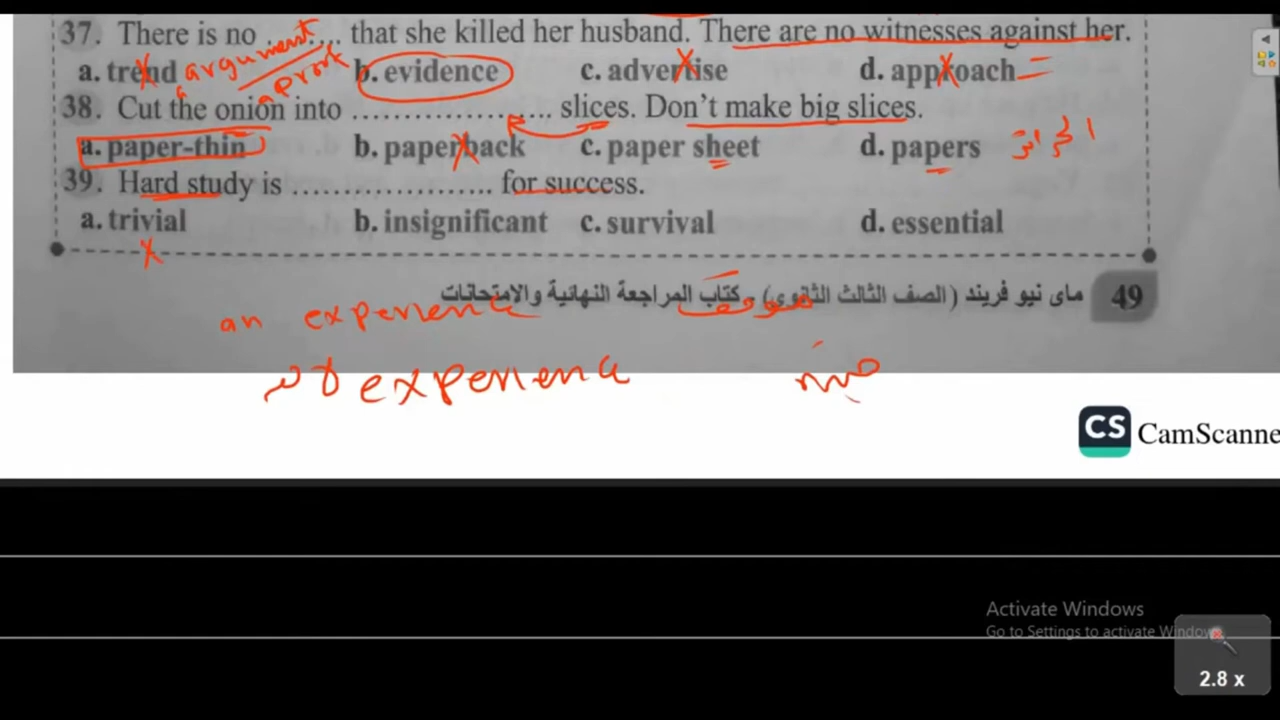 37. There is no ........ that she killed her husband. There are no witnesses against her.
argument
a proof
a. trend b. evidence c. advertise d. approach
38. Cut the onion into .................... slices. Don't make big slices.
a. paper-thin b. paperback c. paper sheet d. papers
39. Hard study is .................... for success.
a. trivial b. insignificant c. survival d. essential
49 ماى نيو فريند (الصف الثالث الثانوى) - كتاب المراجعة النهائية والامتحانات
an experience
موقف
experience
CS CamScanne
Activate Windows
Go to Settings to activate Windows
2.8 x